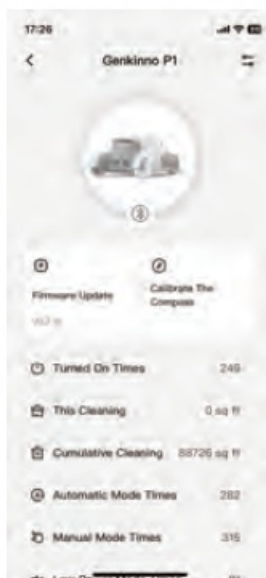 17:26
Genkinno P1
Firmware Update
Calibrate The
Compass
Turned On Times 249
This Cleaning 0 sq ft
Cumulative Cleaning 88726 sq ft
Automatic Mode Times 282
Manual Mode Times 315